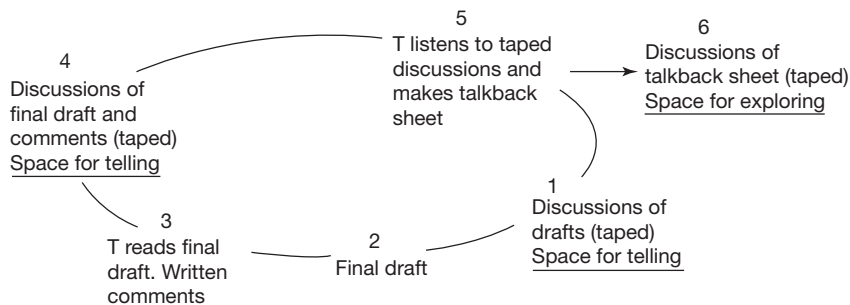 5
T listens to taped
discussions and
makes talkback
sheet
6
Discussions of
talkback sheet (taped)
Space for exploring
4
Discussions of
final draft and
comments (taped)
Space for telling
1
Discussions of
drafts (taped)
Space for telling
3
T reads final
draft. Written
comments
2
Final draft